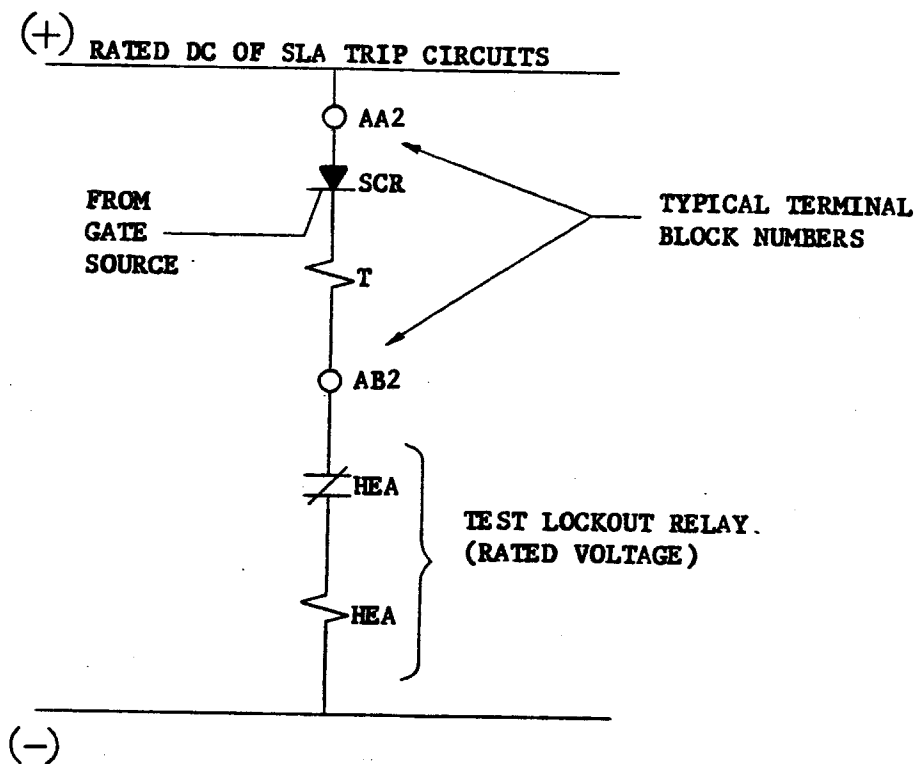 (+) RATED DC OF SLA TRIP CIRCUITS
AA2
SCR
FROM
GATE
SOURCE
TYPICAL TERMINAL
BLOCK NUMBERS
T
AB2
HEA
TEST LOCKOUT RELAY.
(RATED VOLTAGE)
HEA
(-)